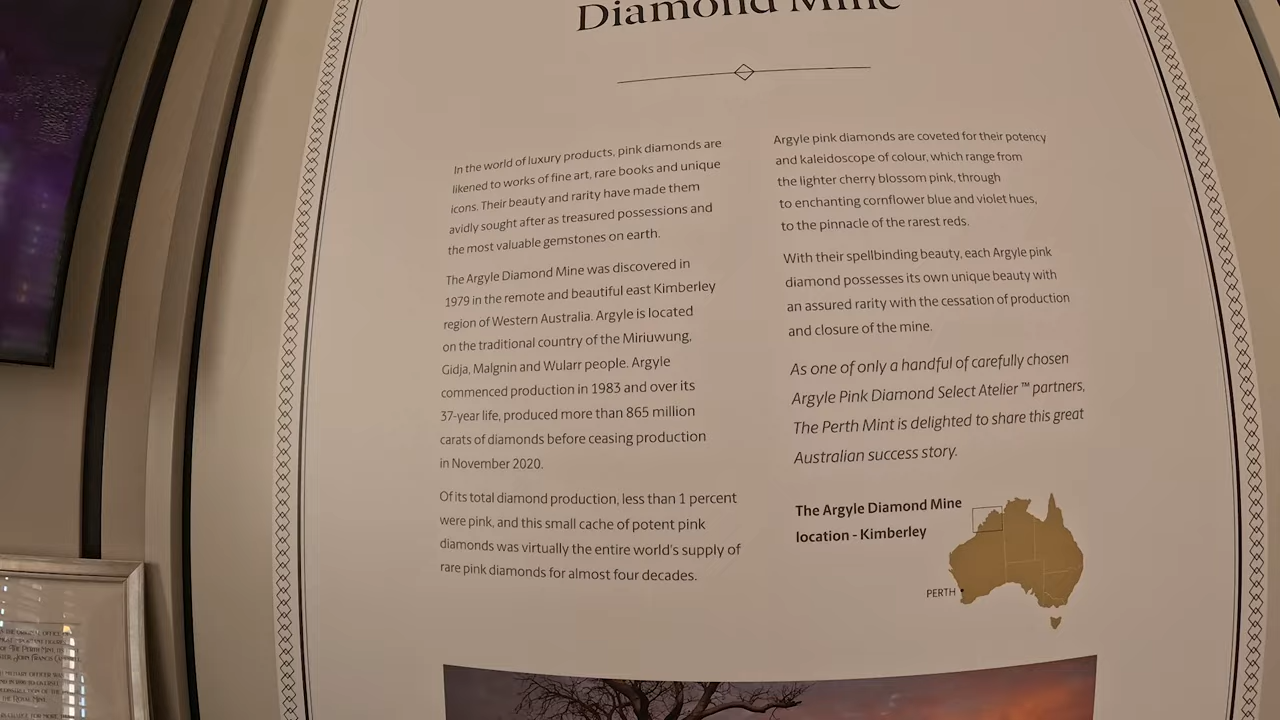 Diamond Mine
In the world of luxury products, pink diamonds are
likened to works of fine art, rare books and unique
icons. Their beauty and rarity have made them
avidly sought after as treasured possessions and
the most valuable gemstones on earth.
The Argyle Diamond Mine was discovered in
1979 in the remote and beautiful east Kimberley
region of Western Australia. Argyle is located
on the traditional country of the Miriuwung,
Gidja, Malgnin and Wularr people. Argyle
commenced production in 1983 and over its
37-year life, produced more than 865 million
carats of diamonds before ceasing production
in November 2020.
Of its total diamond production, less than 1 percent
were pink, and this small cache of potent pink
diamonds was virtually the entire world's supply of
rare pink diamonds for almost four decades.
Argyle pink diamonds are coveted for their potency
and kaleidoscope of colour, which range from
the lighter cherry blossom pink, through
to enchanting cornflower blue and violet hues,
to the pinnacle of the rarest reds.
With their spellbinding beauty, each Argyle pink
diamond possesses its own unique beauty with
an assured rarity with the cessation of production
and closure of the mine.
As one of only a handful of carefully chosen
Argyle Pink Diamond Select Atelier™ partners,
The Perth Mint is delighted to share this great
Australian success story.
The Argyle Diamond Mine
location - Kimberley
PERTH